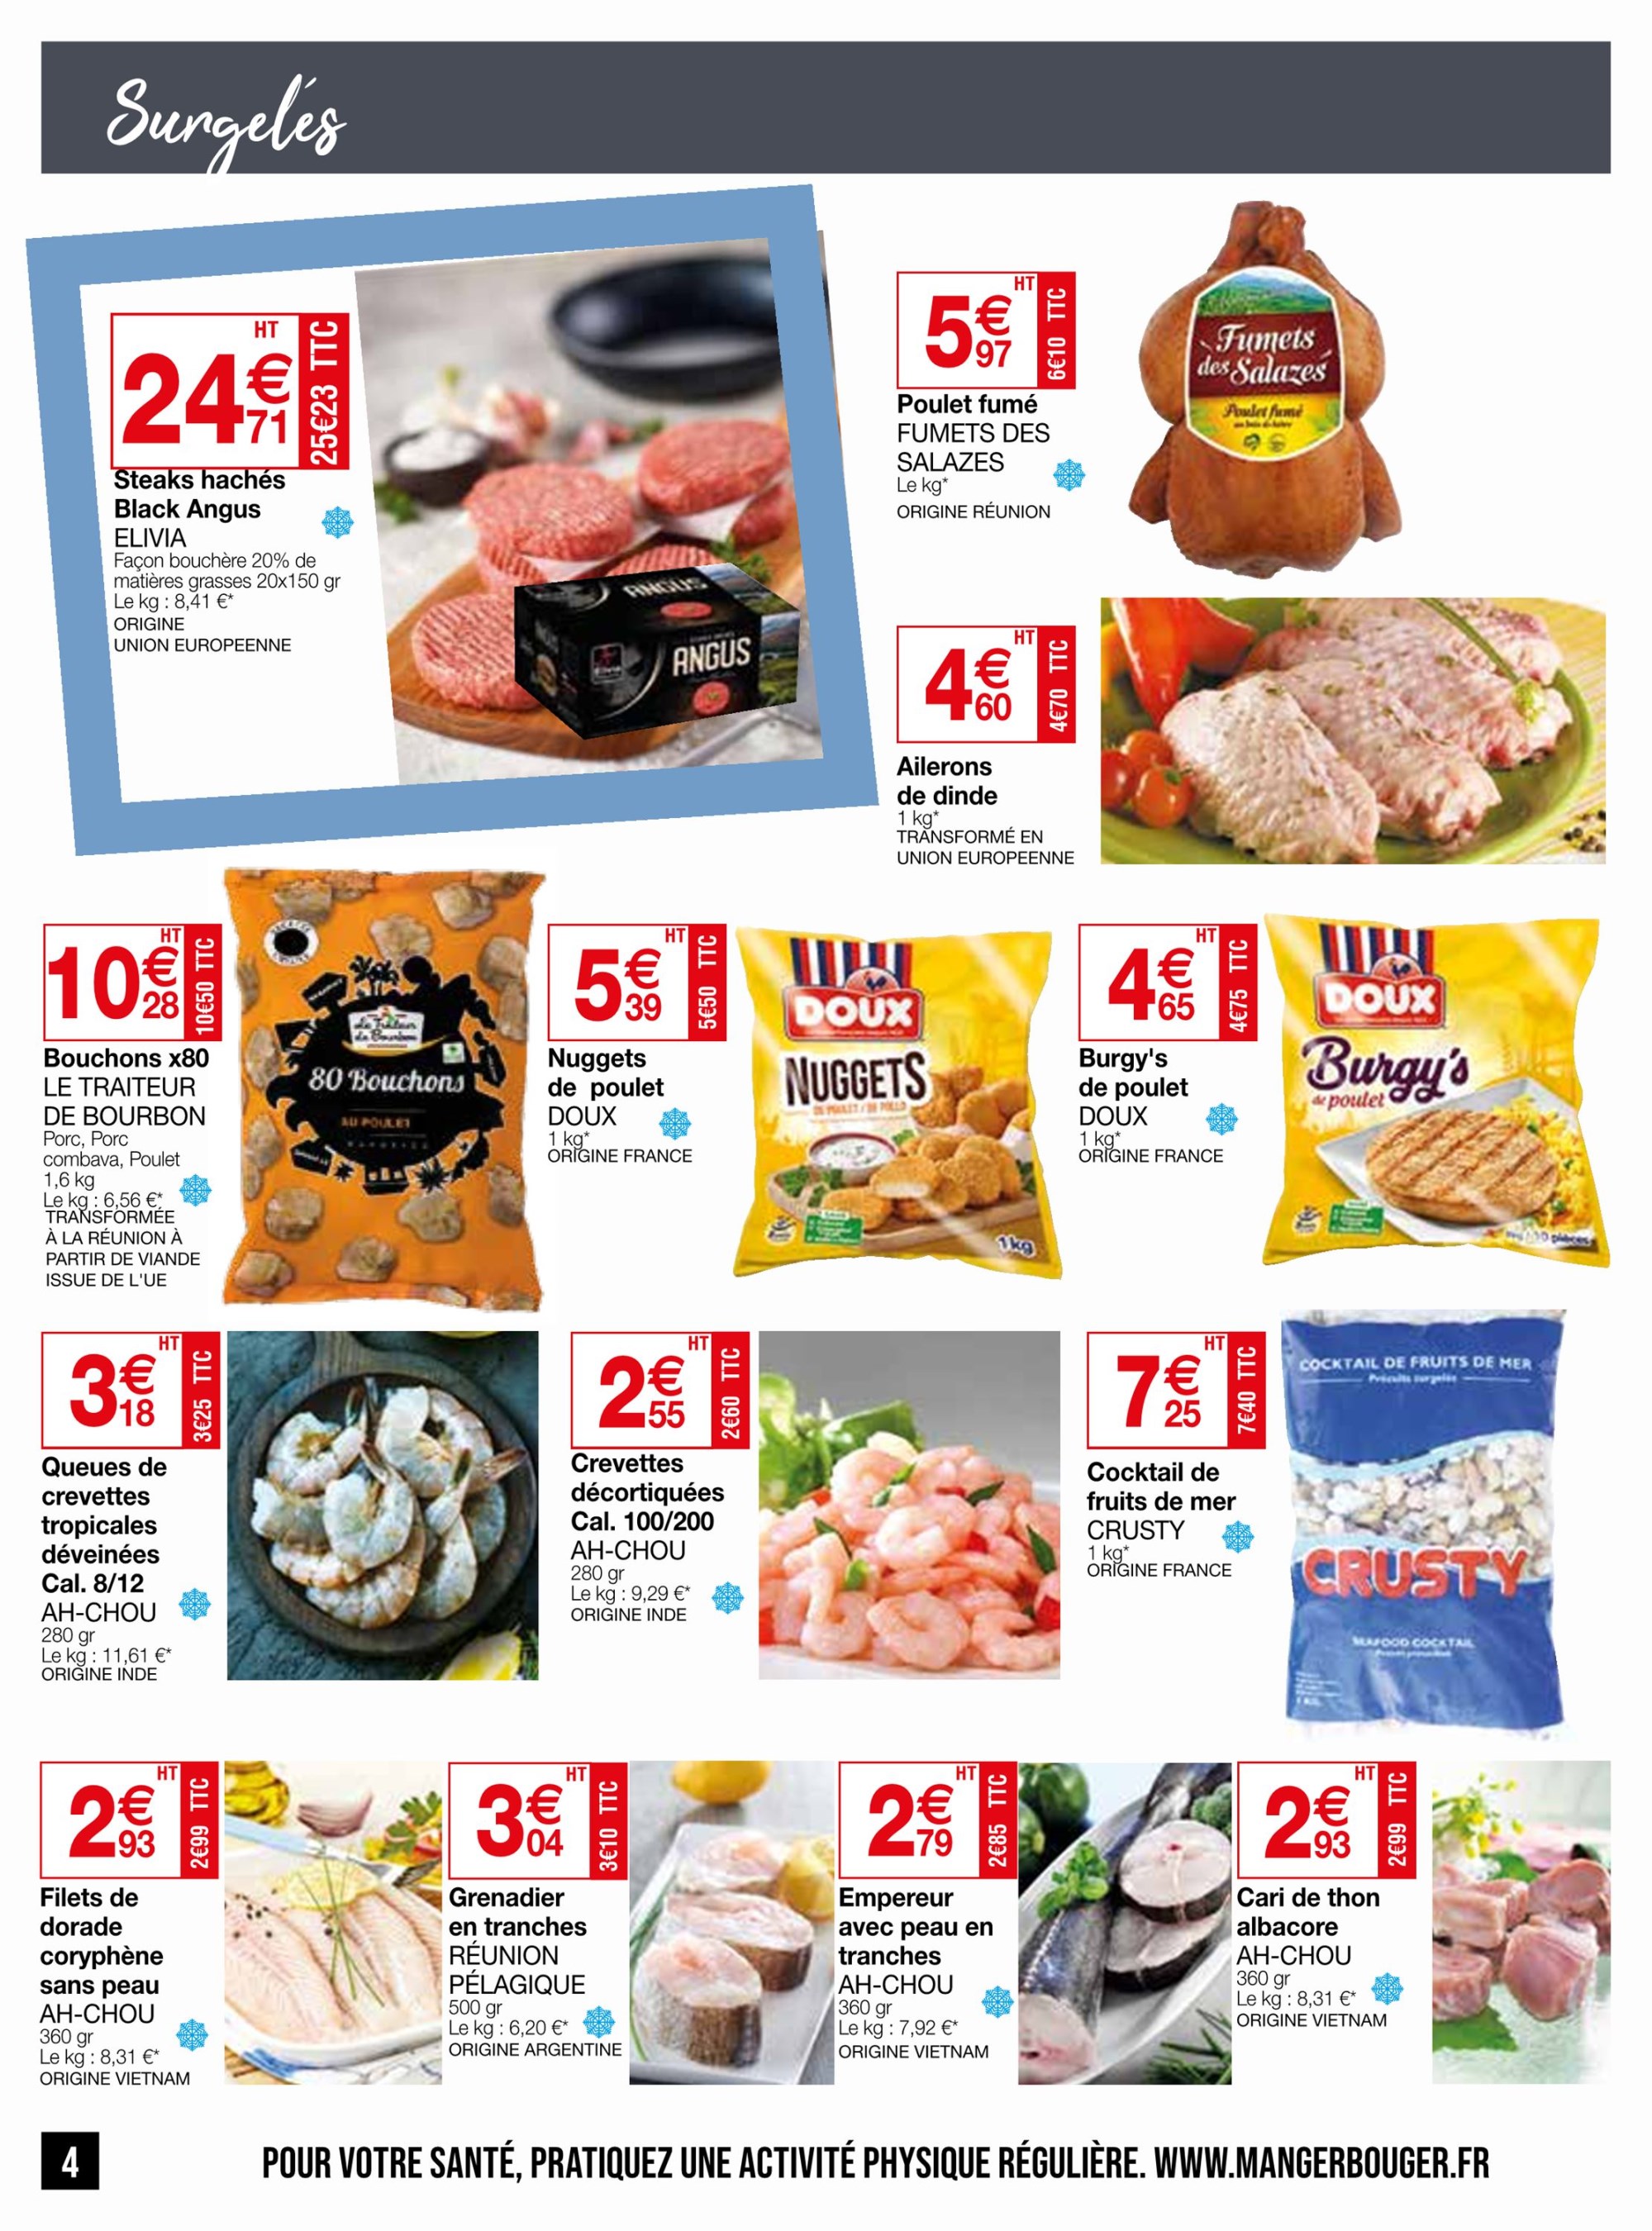 Surgelés
HT
24€71
25€23 TTC
Steaks hachés
Black Angus
ELIVIA
Façon bouchère 20% de
matières grasses 20x150 gr
Le kg : 8,41 €*
ORIGINE
UNION EUROPEENNE
ANGUS
ANGUS
HT
5€97
6€10 TTC
Poulet fumé
FUMETS DES
SALAZES
Le kg*
ORIGINE RÉUNION
Fumets
des Salazes
Poulet fumé
HT
4€60
4€70 TTC
Ailerons
de dinde
1 kg*
TRANSFORMÉ EN
UNION EUROPEENNE
HT
10€28
10€50 TTC
Bouchons x80
LE TRAITEUR
DE BOURBON
Porc, Porc
combava, Poulet
1,6 kg
Le kg : 6,56 €*
TRANSFORMÉE
À LA RÉUNION À
PARTIR DE VIANDE
ISSUE DE L'UE
Le Traiteur
de Bourbon
80 Bouchons
AU POULET
HT
5€39
5€50 TTC
Nuggets
de poulet
DOUX
1 kg*
ORIGINE FRANCE
DOUX
NUGGETS
DE POULET / DE POLLO
1kg
HT
4€65
4€75 TTC
Burgy's
de poulet
DOUX
1 kg*
ORIGINE FRANCE
DOUX
Burgy's
de poulet
10 pièces
HT
3€18
3€25 TTC
Queues de
crevettes
tropicales
déveinées
Cal. 8/12
AH-CHOU
280 gr
Le kg : 11,61 €*
ORIGINE INDE
HT
2€55
2€60 TTC
Crevettes
décortiquées
Cal. 100/200
AH-CHOU
280 gr
Le kg : 9,29 €*
ORIGINE INDE
HT
7€25
7€40 TTC
Cocktail de
fruits de mer
CRUSTY
1 kg*
ORIGINE FRANCE
COCKTAIL DE FRUITS DE MER
Précuits surgelés
CRUSTY
SEAFOOD COCKTAIL
HT
2€93
2€99 TTC
Filets de
dorade
coryphène
sans peau
AH-CHOU
360 gr
Le kg : 8,31 €*
ORIGINE VIETNAM
HT
3€04
3€10 TTC
Grenadier
en tranches
RÉUNION
PÉLAGIQUE
500 gr
Le kg : 6,20 €*
ORIGINE ARGENTINE
HT
2€79
2€85 TTC
Empereur
avec peau en
tranches
AH-CHOU
360 gr
Le kg : 7,92 €*
ORIGINE VIETNAM
HT
2€93
2€99 TTC
Cari de thon
albacore
AH-CHOU
360 gr
Le kg : 8,31 €*
ORIGINE VIETNAM
4
POUR VOTRE SANTÉ, PRATIQUEZ UNE ACTIVITÉ PHYSIQUE RÉGULIÈRE. WWW.MANGERBOUGER.FR